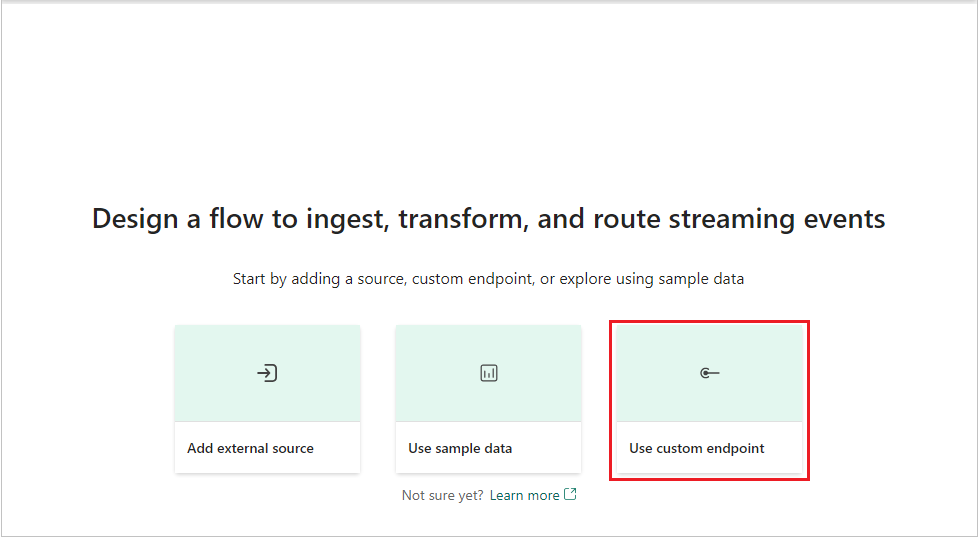 Design a flow to ingest, transform, and route streaming events
Start by adding a source, custom endpoint, or explore using sample data
Add external source
Use sample data
Use custom endpoint
Not sure yet? Learn more